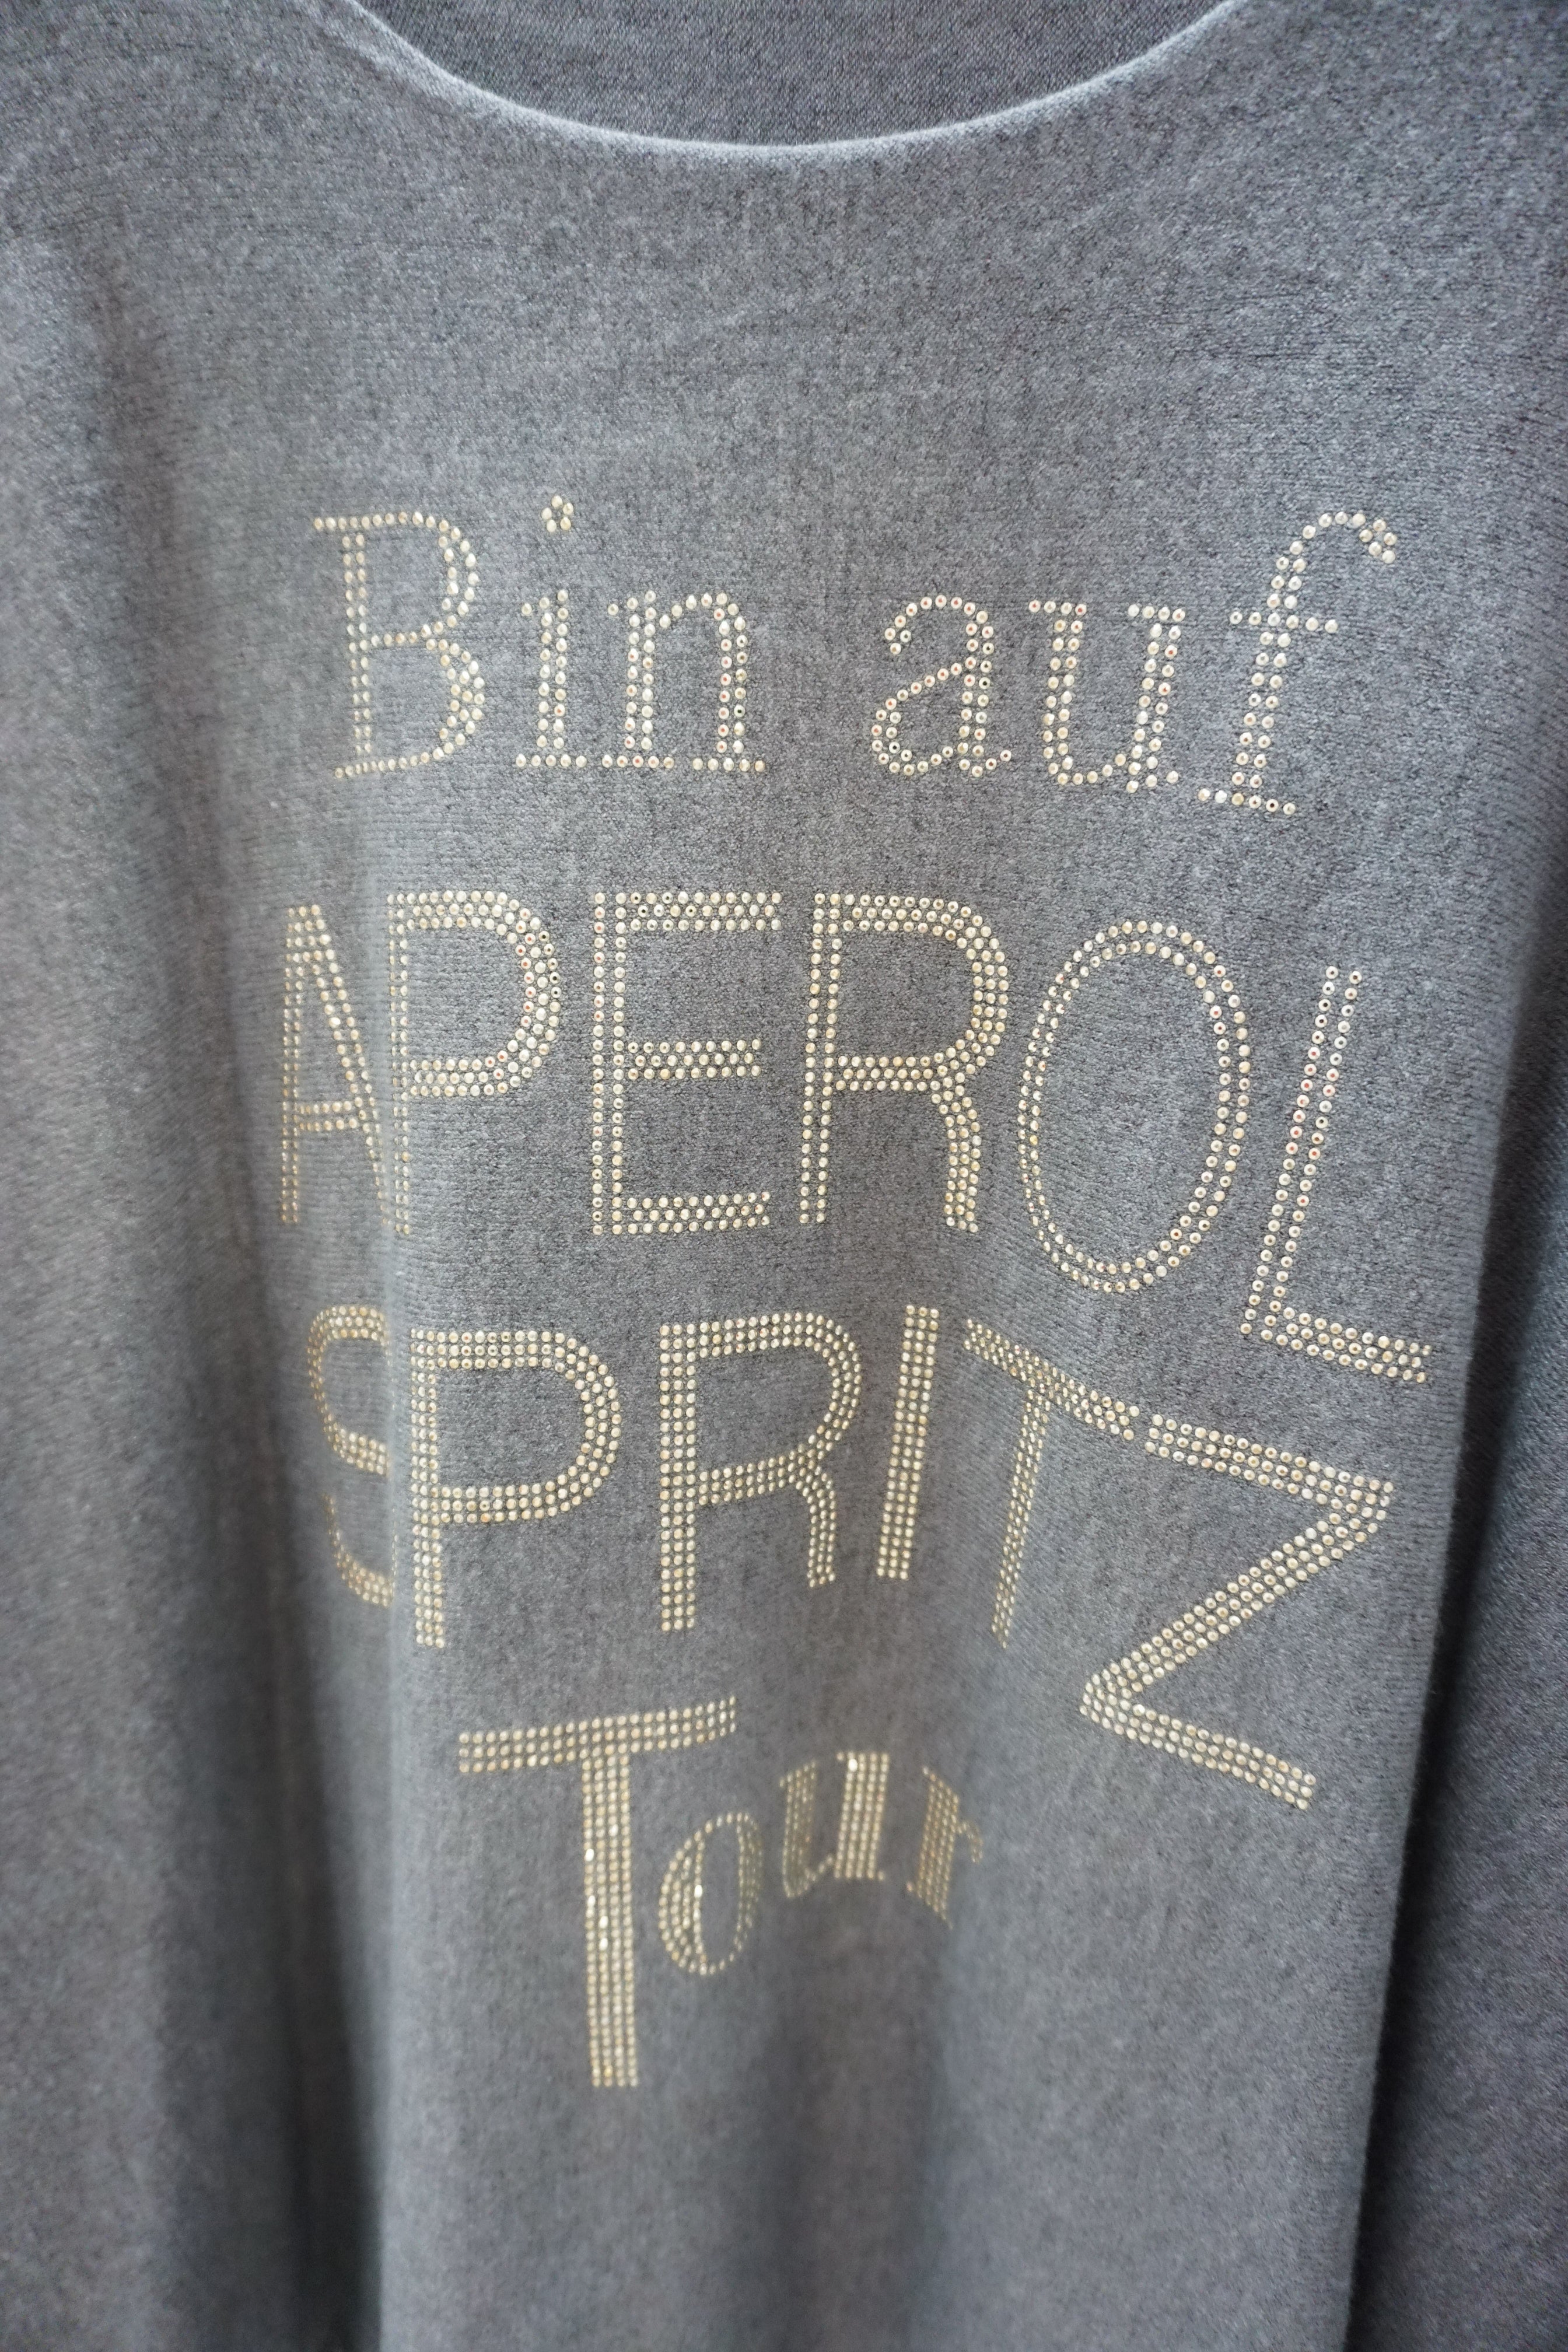 Bin auf
APEROL
SPRITZ
Tour